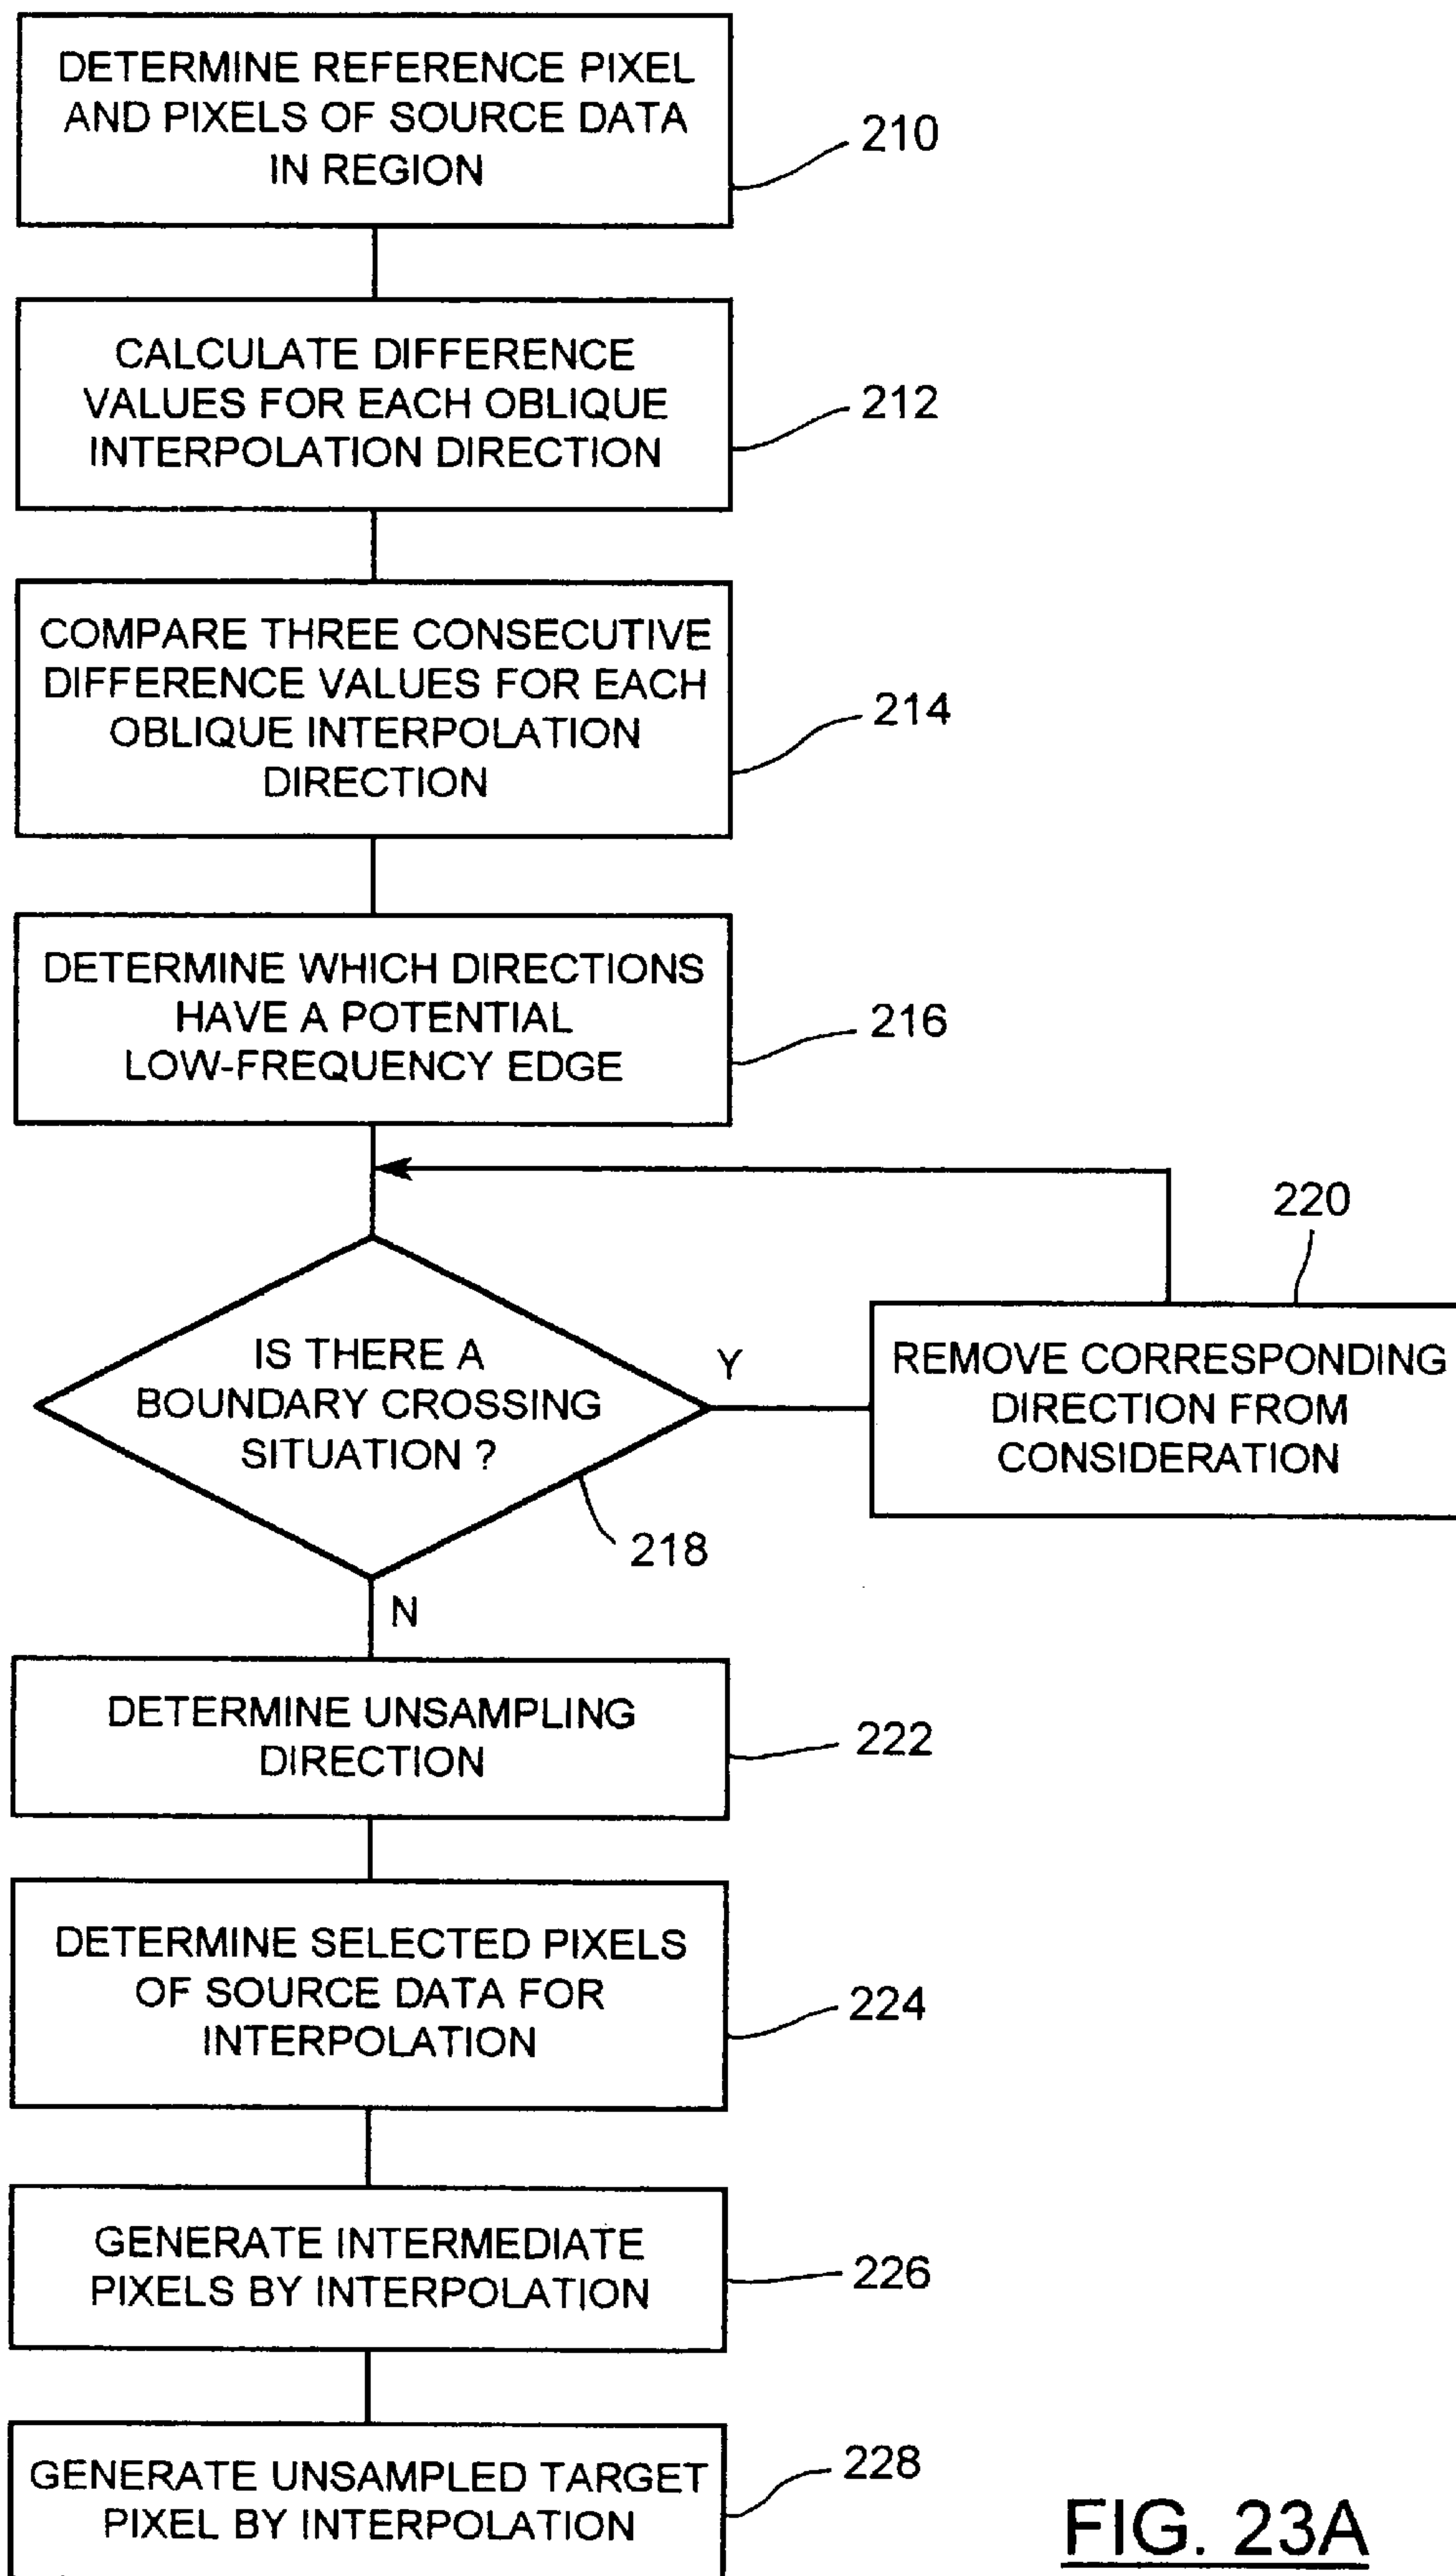 DETERMINE REFERENCE PIXEL
AND PIXELS OF SOURCE DATA
IN REGION
210
CALCULATE DIFFERENCE
VALUES FOR EACH OBLIQUE
INTERPOLATION DIRECTION
212
COMPARE THREE CONSECUTIVE
DIFFERENCE VALUES FOR EACH
OBLIQUE INTERPOLATION
DIRECTION
214
DETERMINE WHICH DIRECTIONS
HAVE A POTENTIAL
LOW-FREQUENCY EDGE
216
IS THERE A
BOUNDARY CROSSING
SITUATION ?
218
Y
220
REMOVE CORRESPONDING
DIRECTION FROM
CONSIDERATION
N
DETERMINE UNSAMPLING
DIRECTION
222
DETERMINE SELECTED PIXELS
OF SOURCE DATA FOR
INTERPOLATION
224
GENERATE INTERMEDIATE
PIXELS BY INTERPOLATION
226
GENERATE UNSAMPLED TARGET
PIXEL BY INTERPOLATION
228
FIG. 23A